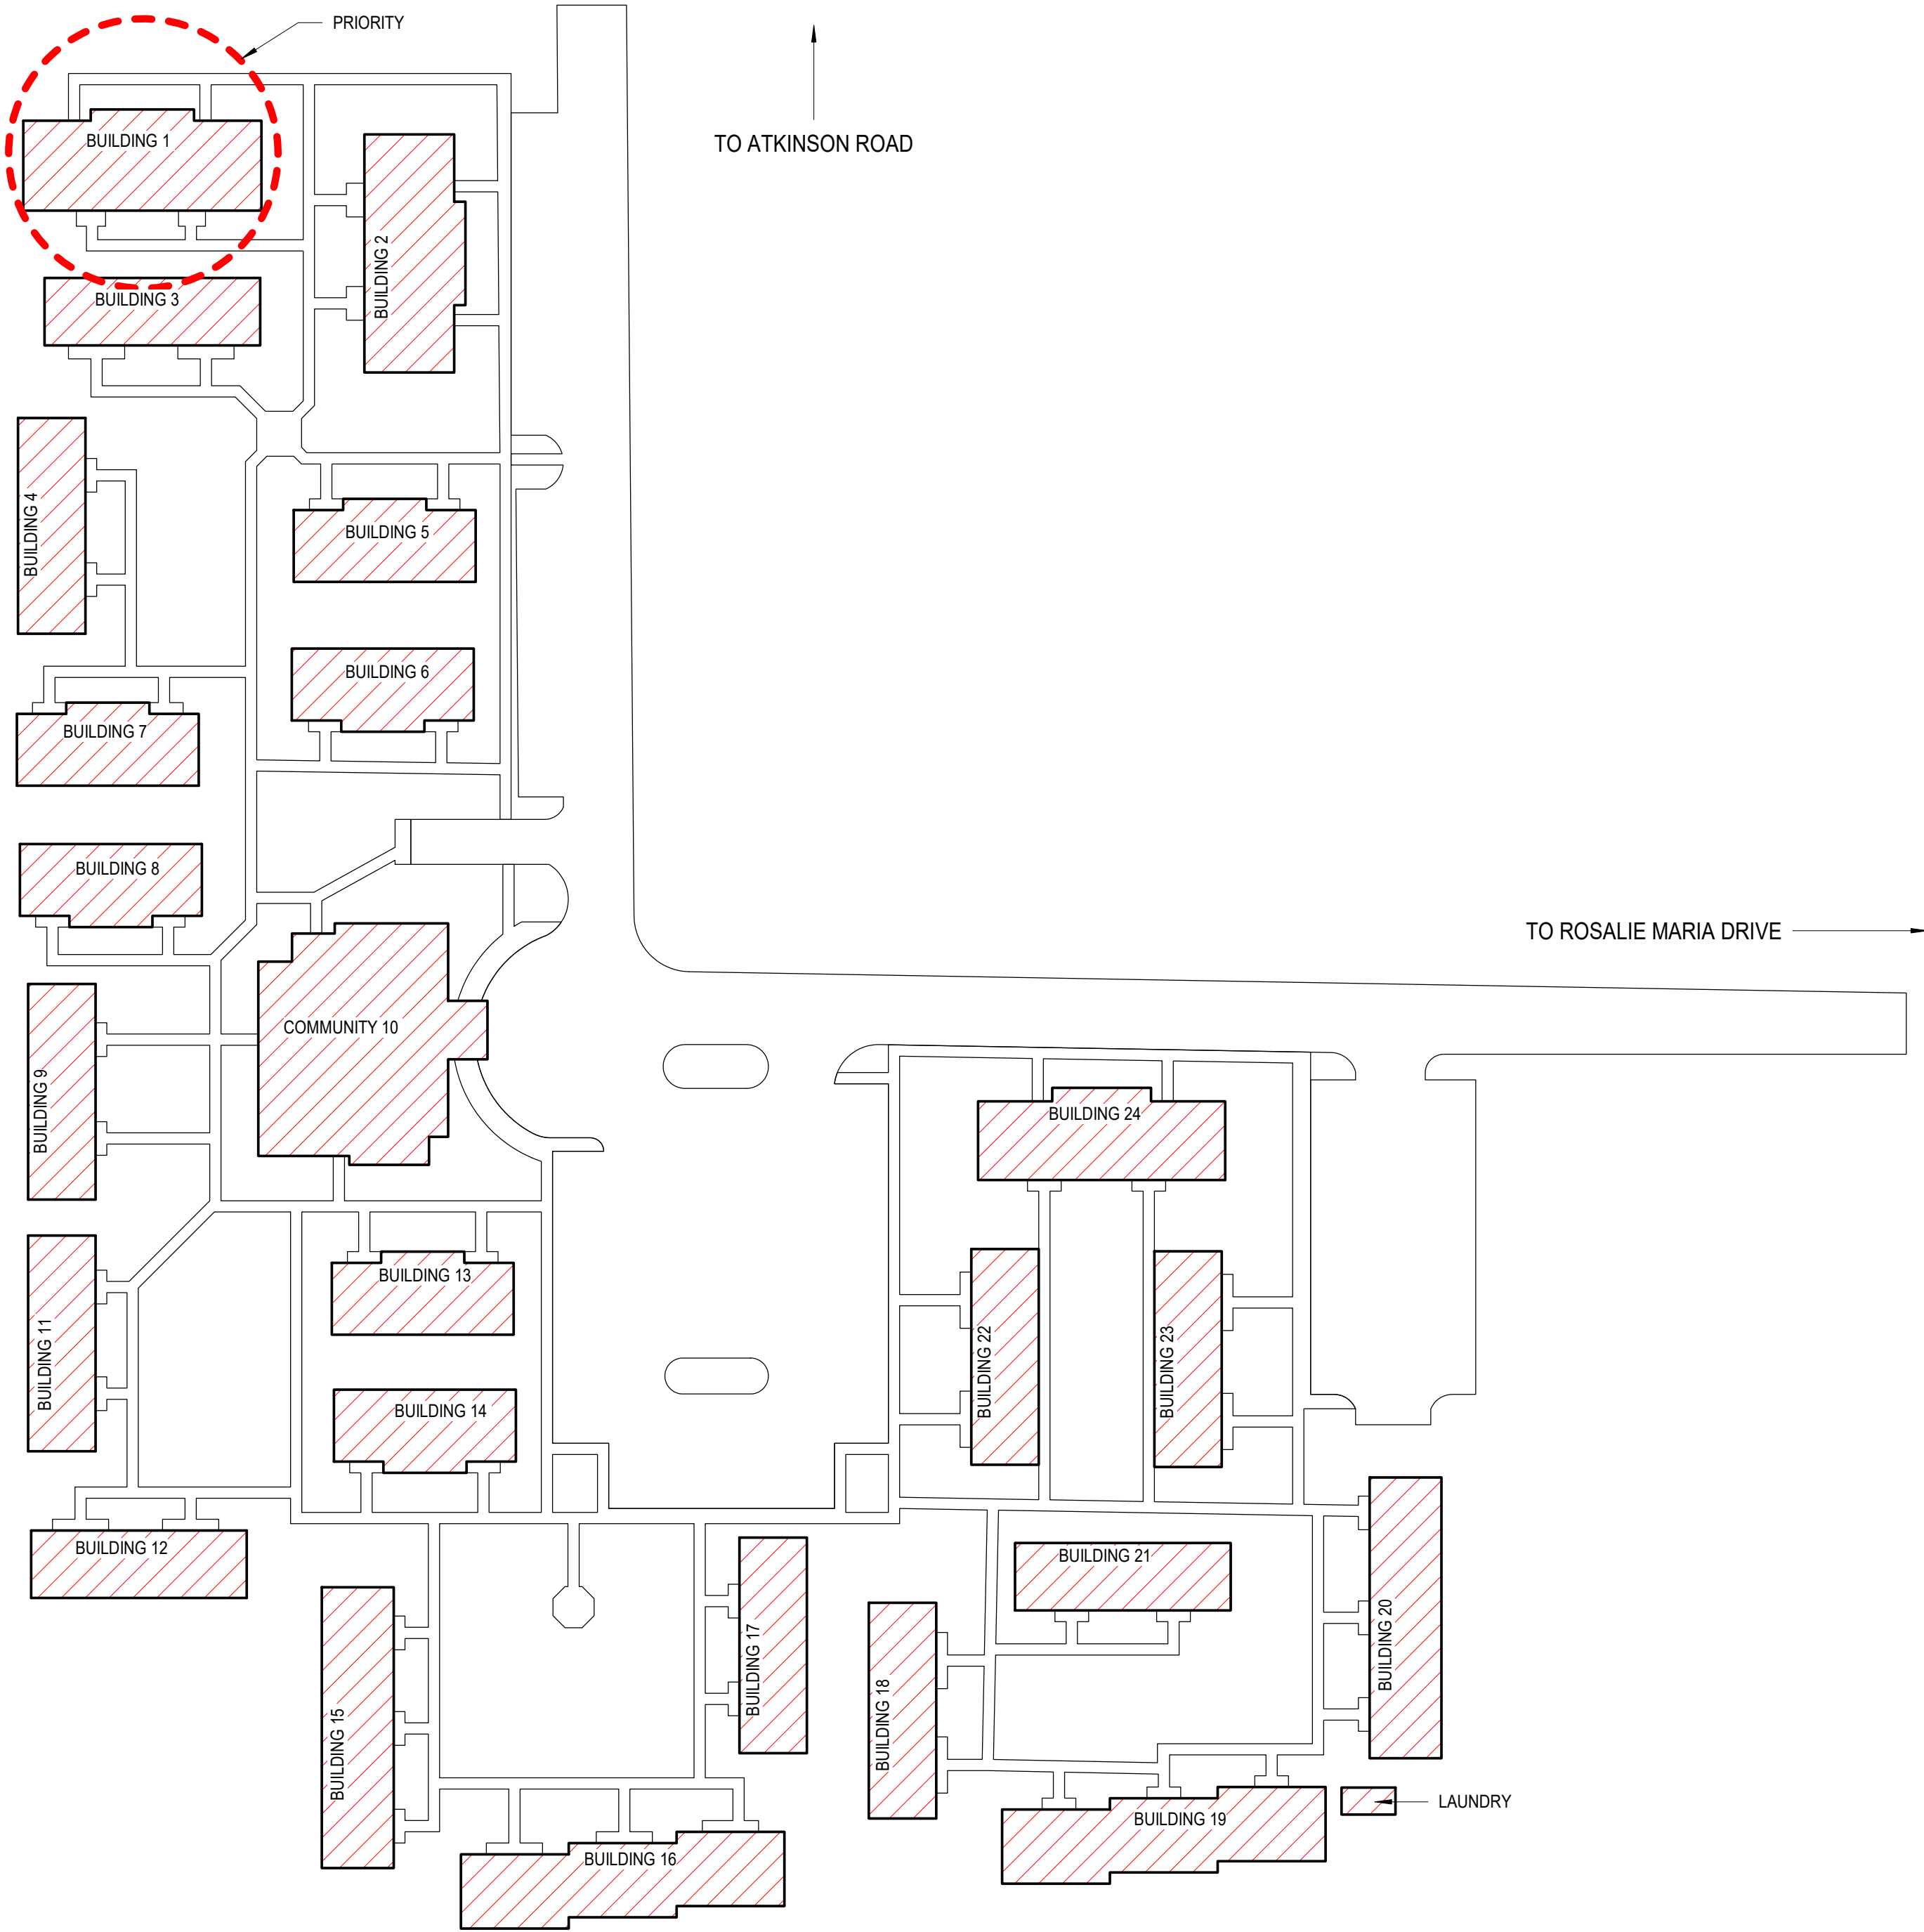 PRIORITY
BUILDING 1
TO ATKINSON ROAD
BUILDING 2
BUILDING 3
BUILDING 4
BUILDING 5
BUILDING 6
BUILDING 7
BUILDING 8
TO ROSALIE MARIA DRIVE
COMMUNITY 10
BUILDING 9
BUILDING 24
BUILDING 13
BUILDING 11
BUILDING 22
BUILDING 23
BUILDING 14
BUILDING 12
BUILDING 21
BUILDING 20
BUILDING 17
BUILDING 18
BUILDING 15
LAUNDRY
BUILDING 19
BUILDING 16